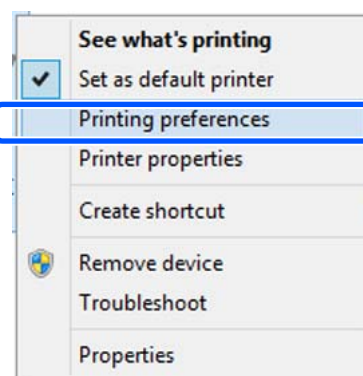 See what's printing
Set as default printer
Printing preferences
Printer properties
Create shortcut
Remove device
Troubleshoot
Properties